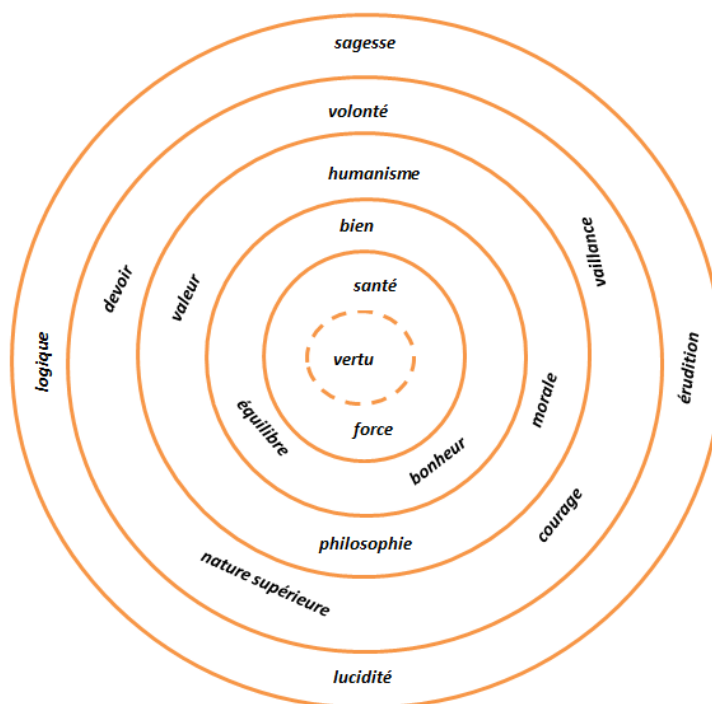 sagesse
volonté
humanisme
vaillance
bien
devoir
santé
valeur
logique
vertu
érudition
morale
équilibre
force
bonheur
courage
philosophie
nature supérieure
lucidité